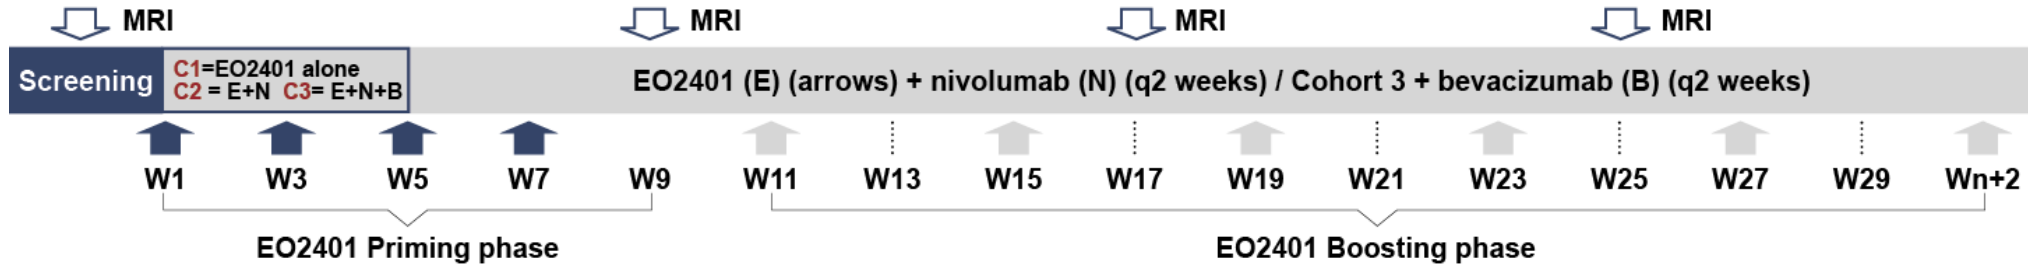 MRI MRI MRI MRI
Screening
C1=EO2401 alone
C2 = E+N C3= E+N+B
EO2401 (E) (arrows) + nivolumab (N) (q2 weeks) / Cohort 3 + bevacizumab (B) (q2 weeks)
W1 W3 W5 W7 W9 W11 W13 W15 W17 W19 W21 W23 W25 W27 W29 Wn+2
EO2401 Priming phase EO2401 Boosting phase